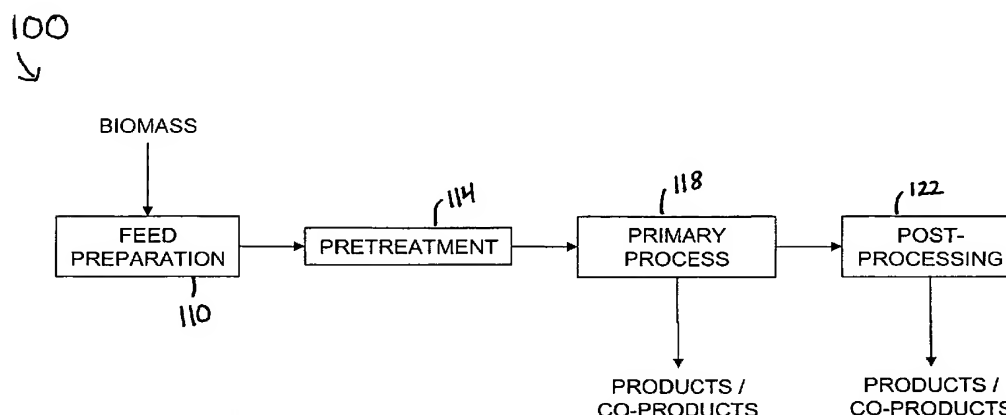 100
BIOMASS
114
118
122
FEED
PREPARATION
PRETREATMENT
PRIMARY
PROCESS
POST-
PROCESSING
110
PRODUCTS /
CO-PRODUCTS
PRODUCTS /
CO-PRODUCTS